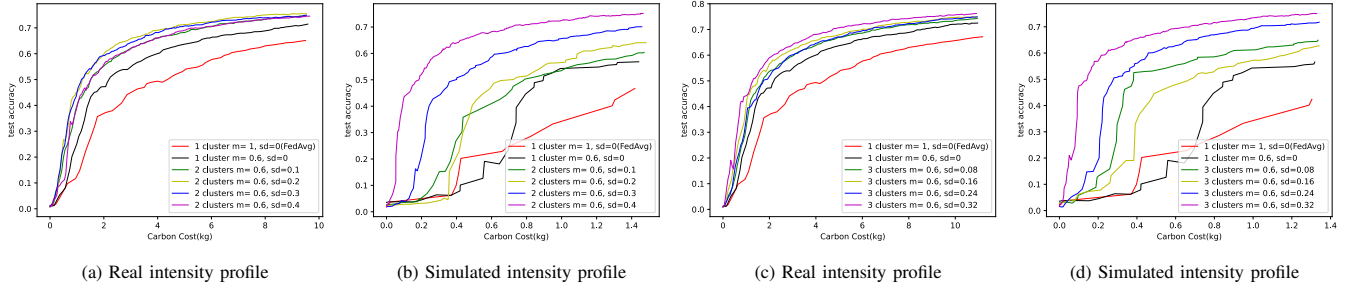 0.7
0.6
0.5
0.4
0.3
0.2
0.1
0.0
test accuracy
0
2
4
6
8
10
Carbon Cost(kg)
1 cluster m= 1, sd=0(FedAvg)
1 cluster m= 0.6, sd=0
2 clusters m= 0.6, sd=0.1
2 clusters m= 0.6, sd=0.2
2 clusters m= 0.6, sd=0.3
2 clusters m= 0.6, sd=0.4
(a) Real intensity profile
0.7
0.6
0.5
0.4
0.3
0.2
0.1
0.0
test accuracy
0.0
0.2
0.4
0.6
0.8
1.0
1.2
1.4
Carbon Cost(kg)
1 cluster m= 1, sd=0(FedAvg)
1 cluster m= 0.6, sd=0
2 clusters m= 0.6, sd=0.1
2 clusters m= 0.6, sd=0.2
2 clusters m= 0.6, sd=0.3
2 clusters m= 0.6, sd=0.4
(b) Simulated intensity profile
0.8
0.7
0.6
0.5
0.4
0.3
0.2
0.1
0.0
test accuracy
0
2
4
6
8
10
Carbon Cost(kg)
1 cluster m= 1, sd=0(FedAvg)
1 cluster m= 0.6, sd=0
3 clusters m= 0.6, sd=0.08
3 clusters m= 0.6, sd=0.16
3 clusters m= 0.6, sd=0.24
3 clusters m= 0.6, sd=0.32
(c) Real intensity profile
0.7
0.6
0.5
0.4
0.3
0.2
0.1
0.0
test accuracy
0.0
0.2
0.4
0.6
0.8
1.0
1.2
1.4
Carbon Cost(kg)
1 cluster m= 1, sd=0(FedAvg)
1 cluster m= 0.6, sd=0
3 clusters m= 0.6, sd=0.08
3 clusters m= 0.6, sd=0.16
3 clusters m= 0.6, sd=0.24
3 clusters m= 0.6, sd=0.32
(d) Simulated intensity profile